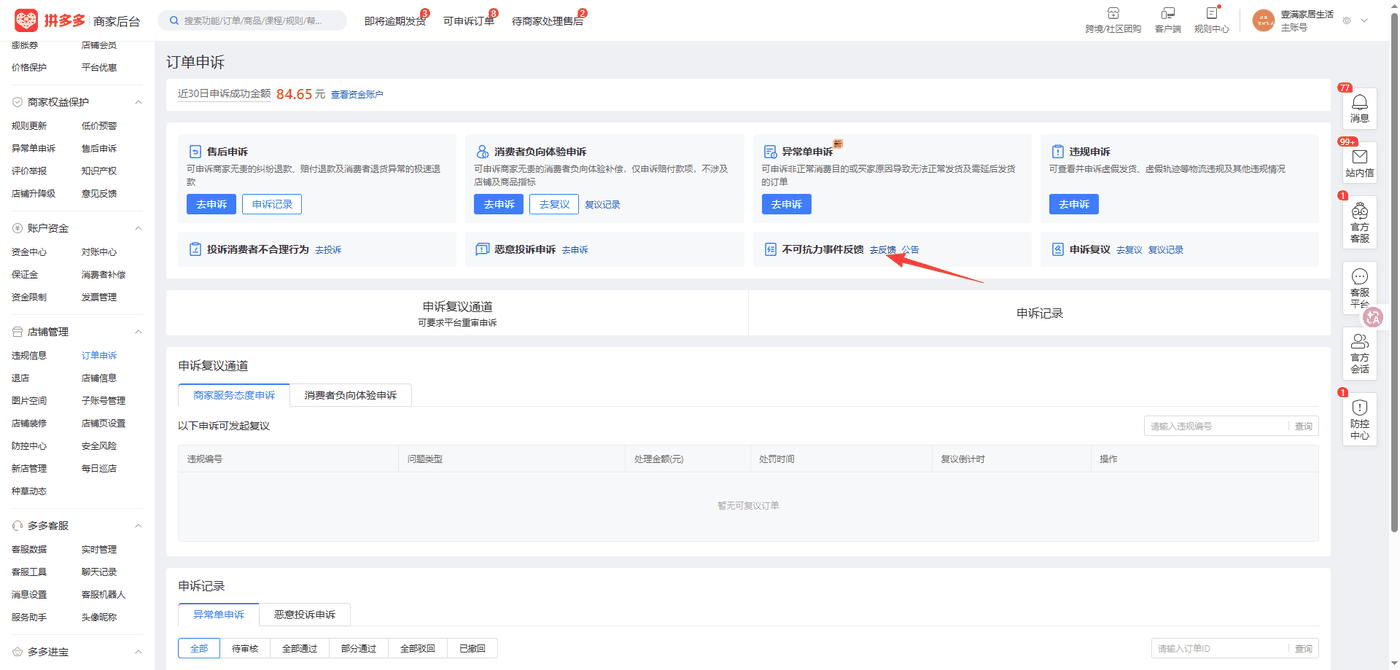 拼多多 商家后台
搜索功能/订单/商品/课程/规则/帮...
即将逾期发货 3
可申诉订单 8
待商家处理售后 2
跨境/社区团购
客户端
规则中心
壹满家居生活
主账号
膨胀券 店铺会员
价格保护 平台优惠
商家权益保护
规则更新 低价预警
异常单申诉 售后申诉
评价举报 知识产权
店铺升降级 意见反馈
账户资金
资金中心 对账中心
保证金 消费者补偿
资金限制 发票管理
店铺管理
违规信息 订单申诉
退店 店铺信息
图片空间 子账号管理
店铺装修 店铺页设置
防控中心 安全风险
新店管理 每日巡店
种草动态
多多客服
客服数据 实时管理
客服工具 聊天记录
消息设置 客服机器人
服务助手 头像昵称
多多进宝
订单申诉
近30日申诉成功金额 84.65 元 查看资金账户
售后申诉
可申诉商家无责的纠纷退款、赔付退款及消费者退货异常的极速退
款
去申诉 申诉记录
消费者负向体验申诉
可申诉商家无责的消费者负向体验补偿，仅申诉赔付款项，不涉及
店铺及商品指标
去申诉 去复议 复议记录
异常单申诉 新
可申诉非正常消费目的或买家原因导致无法正常发货及需延后发货
的订单
去申诉
违规申诉
可查看并申诉虚假发货、虚假轨迹等物流违规及其他违规情况
去申诉
投诉消费者不合理行为 去投诉
恶意投诉申诉 去申诉
不可抗力事件反馈 去反馈 公告
申诉复议 去复议 复议记录
申诉复议通道
可要求平台重审申诉
申诉记录
申诉复议通道
商家服务态度申诉 消费者负向体验申诉
以下申诉可发起复议
请输入违规编号 查询
违规编号 问题类型 处理金额(元) 处罚时间 复议倒计时 操作
暂无可复议订单
申诉记录
异常单申诉 恶意投诉申诉
全部 待审核 全部通过 部分通过 全部驳回 已撤回
请输入订单ID 查询
77
消息
99+
站内信
1
官方
客服
客服
平台
官方
会话
1
防控
中心